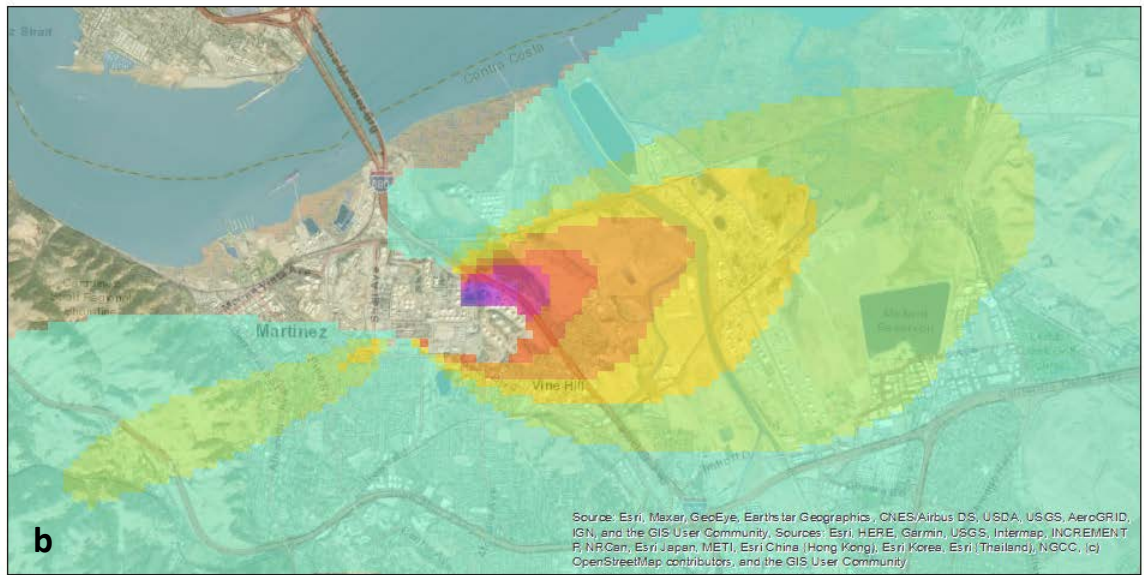 z Strait
Contra Costa
680
Martinez
Vine Hill
Imhoff D
b
Source: Esri, Maxar, GeoEye, Earthstar Geographics, CNES/Airbus DS, USDA, USGS, AeroGRID,
IGN, and the GIS User Community, Sources: Esri, HERE, Garmin, USGS, Intermap, INCREMENT
P, NRCan, Esri Japan, METI, Esri China (Hong Kong), Esri Korea, Esri (Thailand), NGCC, (c)
OpenStreetMap contributors, and the GIS User Community